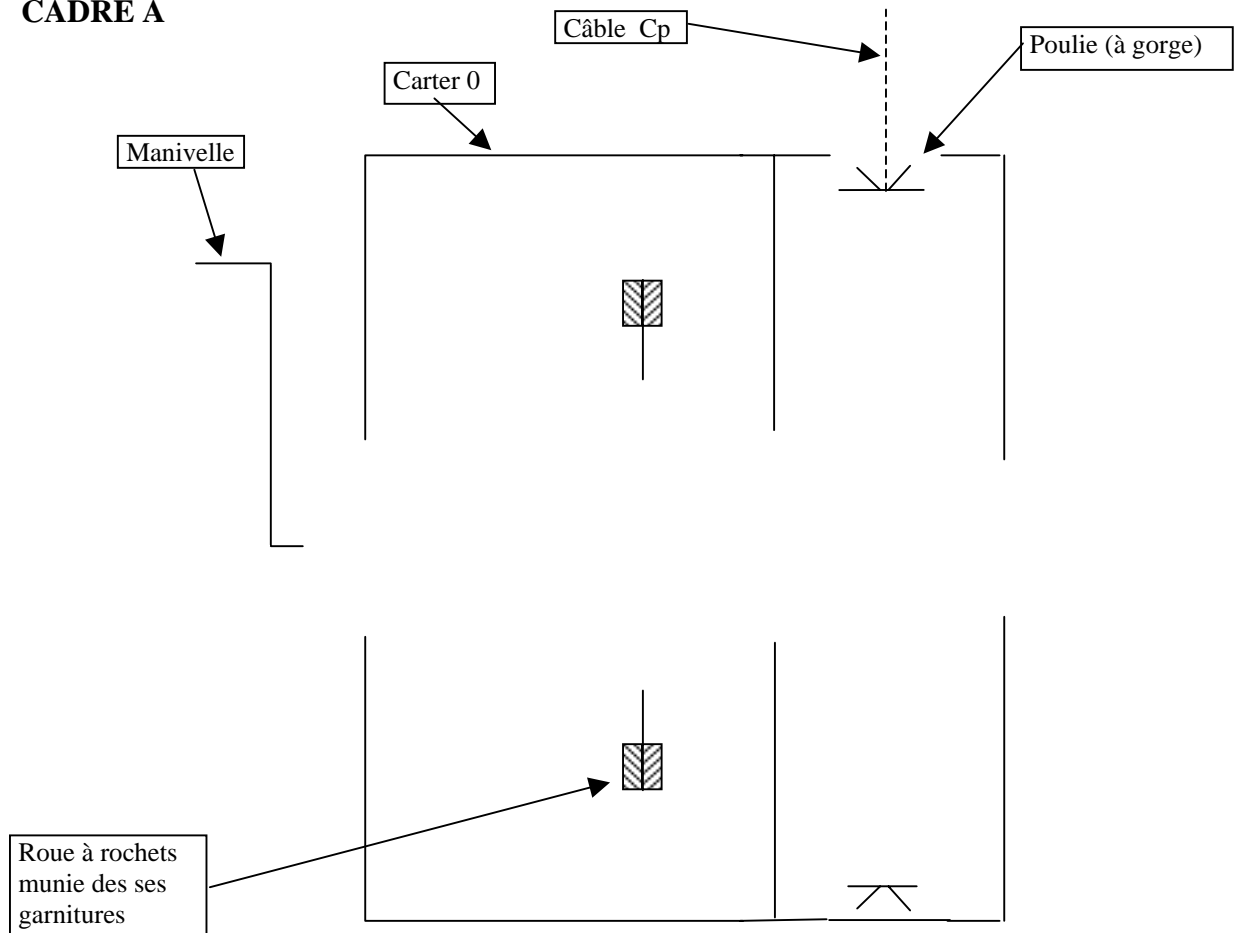 CADRE A
Câble Cp
Poulie (à gorge)
Carter 0
Manivelle
Roue à rochets
munie des ses
garnitures